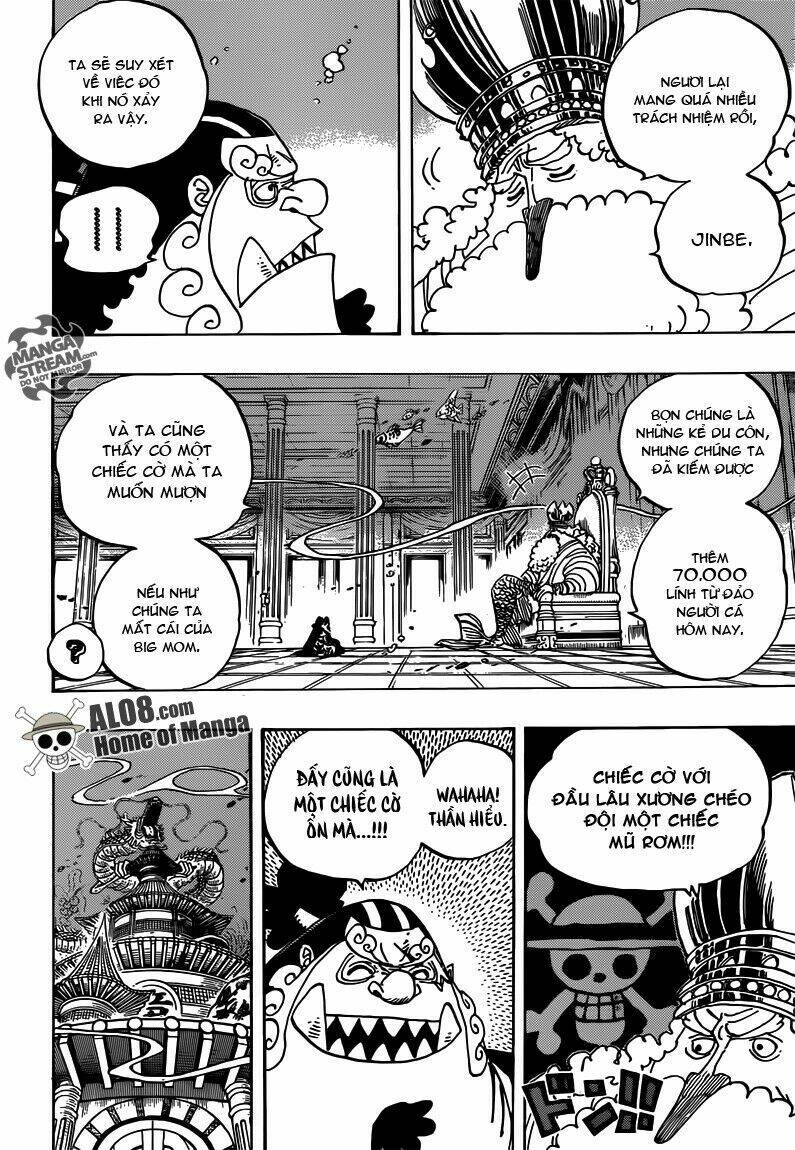 NGƯƠI LẠI
MANG QUÁ NHIỀU
TRÁCH NHIỆM RỒI,
JINBE.
TA SẼ SUY XÉT
VỀ VIỆC ĐÓ
KHI NÓ XẢY
RA VẬY.
!!
MANGA
STREAM.com
DO NOT MIRROR
BỌN CHÚNG LÀ
NHỮNG KẺ DU CÔN,
NHƯNG CHÚNG TA
ĐÃ KIẾM ĐƯỢC
THÊM
70.000
LÍNH TỪ ĐẢO
NGƯỜI CÁ
HÔM NAY.
VÀ TA CŨNG
THẤY CÓ MỘT
CHIẾC CỜ MÀ TA
MUỐN MƯỢN
NẾU NHƯ
CHÚNG TA
MẤT CÁI CỦA
BIG MOM.
?
AL08.com
Home of Manga
CHIẾC CỜ VỚI
ĐẦU LÂU XƯƠNG CHÉO
ĐỘI MỘT CHIẾC
MŨ RƠM!!!
ドン!!
WAHAHA!
THẦN HIỂU.
ĐẤY CŨNG LÀ
MỘT CHIẾC CỜ
ỔN MÀ...!!!